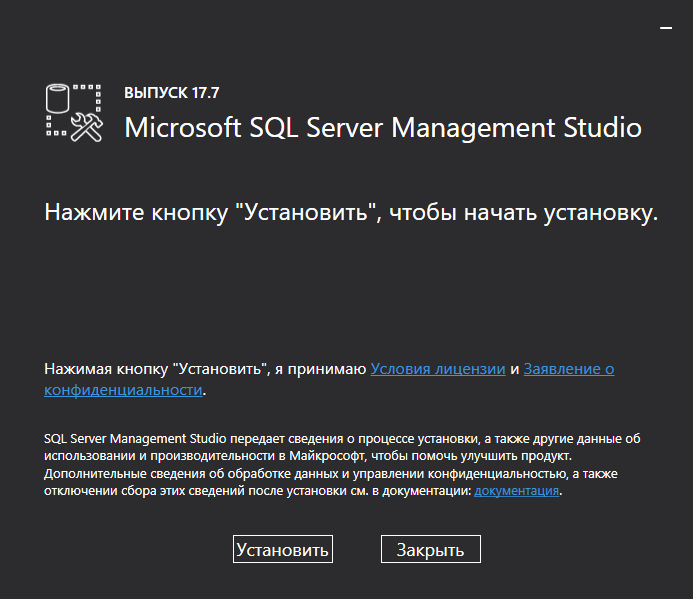 ВЫПУСК 17.7
Microsoft SQL Server Management Studio
Нажмите кнопку "Установить", чтобы начать установку.
Нажимая кнопку "Установить", я принимаю Условия лицензии и Заявление о
конфиденциальности.
SQL Server Management Studio передает сведения о процессе установки, а также другие данные об
использовании и производительности в Майкрософт, чтобы помочь улучшить продукт.
Дополнительные сведения об обработке данных и управлении конфиденциальностью, а также
отключении сбора этих сведений после установки см. в документации: документация.
Установить Закрыть